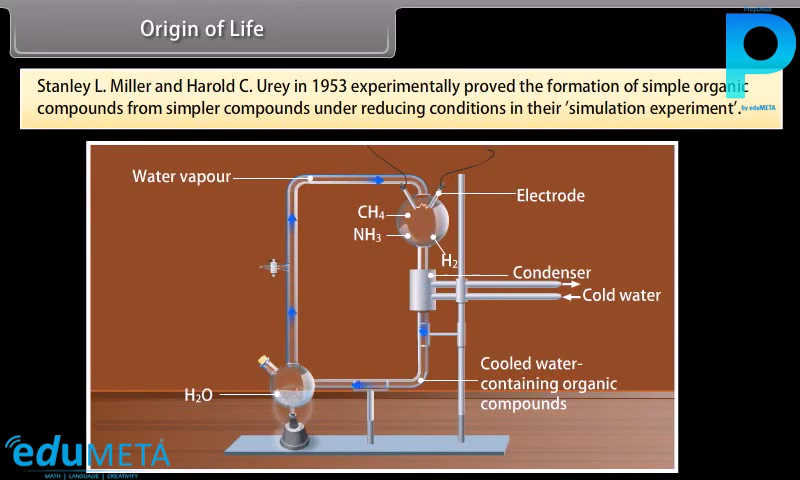 Origin of Life
PrepDunia
P
by eduMETA
Stanley L. Miller and Harold C. Urey in 1953 experimentally proved the formation of simple organic
compounds from simpler compounds under reducing conditions in their ‘simulation experiment’.
Water vapour
Electrode
CH₄
NH₃
H₂
Condenser
Cold water
Cooled water-
containing organic
compounds
H₂O
eduMETA
MATH | LANGUAGE | CREATIVITY